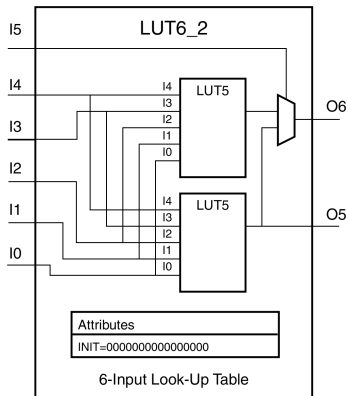 LUT6_2
I5
I4
I3
I2
I1
I0
I4
I3
I2
I1
I0
LUT5
I4
I3
I2
I1
I0
LUT5
O6
O5
Attributes
INIT=0000000000000000
6-Input Look-Up Table